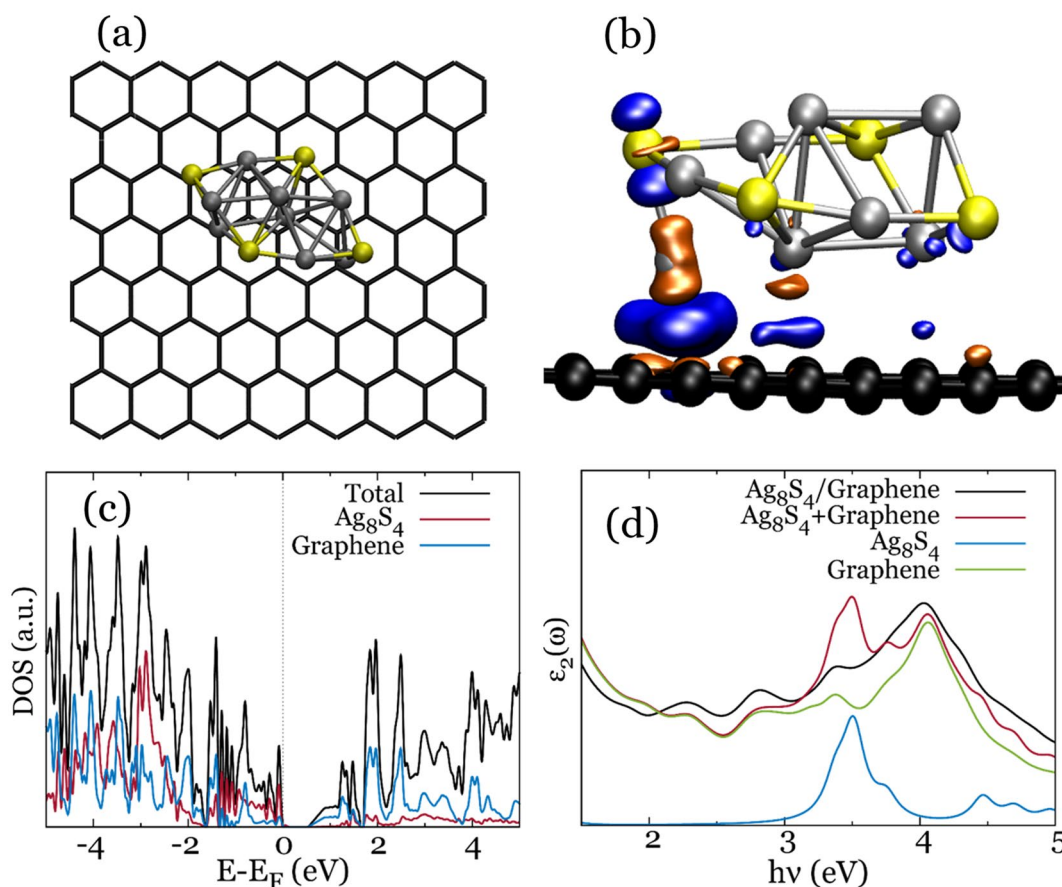 (a)
(b)
(c)
Total
Ag₈S₄
Graphene
DOS (a.u.)
-4 -2 0 2 4
E-E_F (eV)
(d)
Ag₈S₄/Graphene
Ag₈S₄+Graphene
Ag₈S₄
Graphene
ε₂(ω)
2 3 4 5
hν (eV)